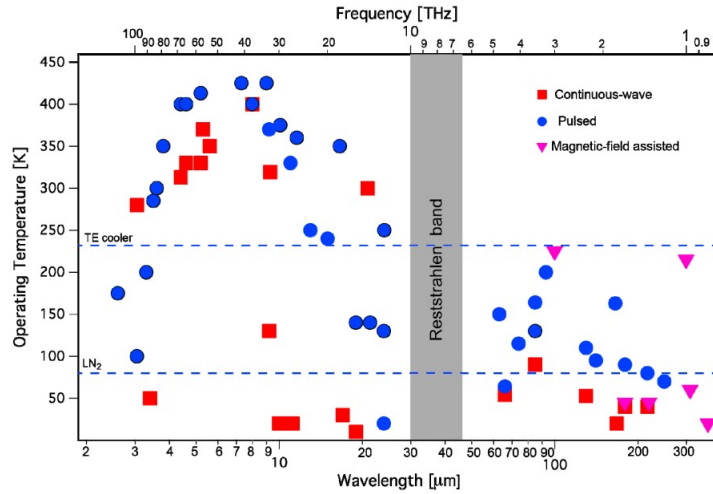 Frequency [THz]
100 90 80 70 60 50 40 30 20 10 9 8 7 6 5 4 3 2 1 0.9
450
400
350
300
250
200
150
100
50
Operating Temperature [K]
Continuous-wave
Pulsed
Magnetic-field assisted
TE cooler
LN₂
Reststrahlen band
2 3 4 5 6 7 8 9 10 20 30 40 50 60 70 80 90 100 200 300
Wavelength [µm]